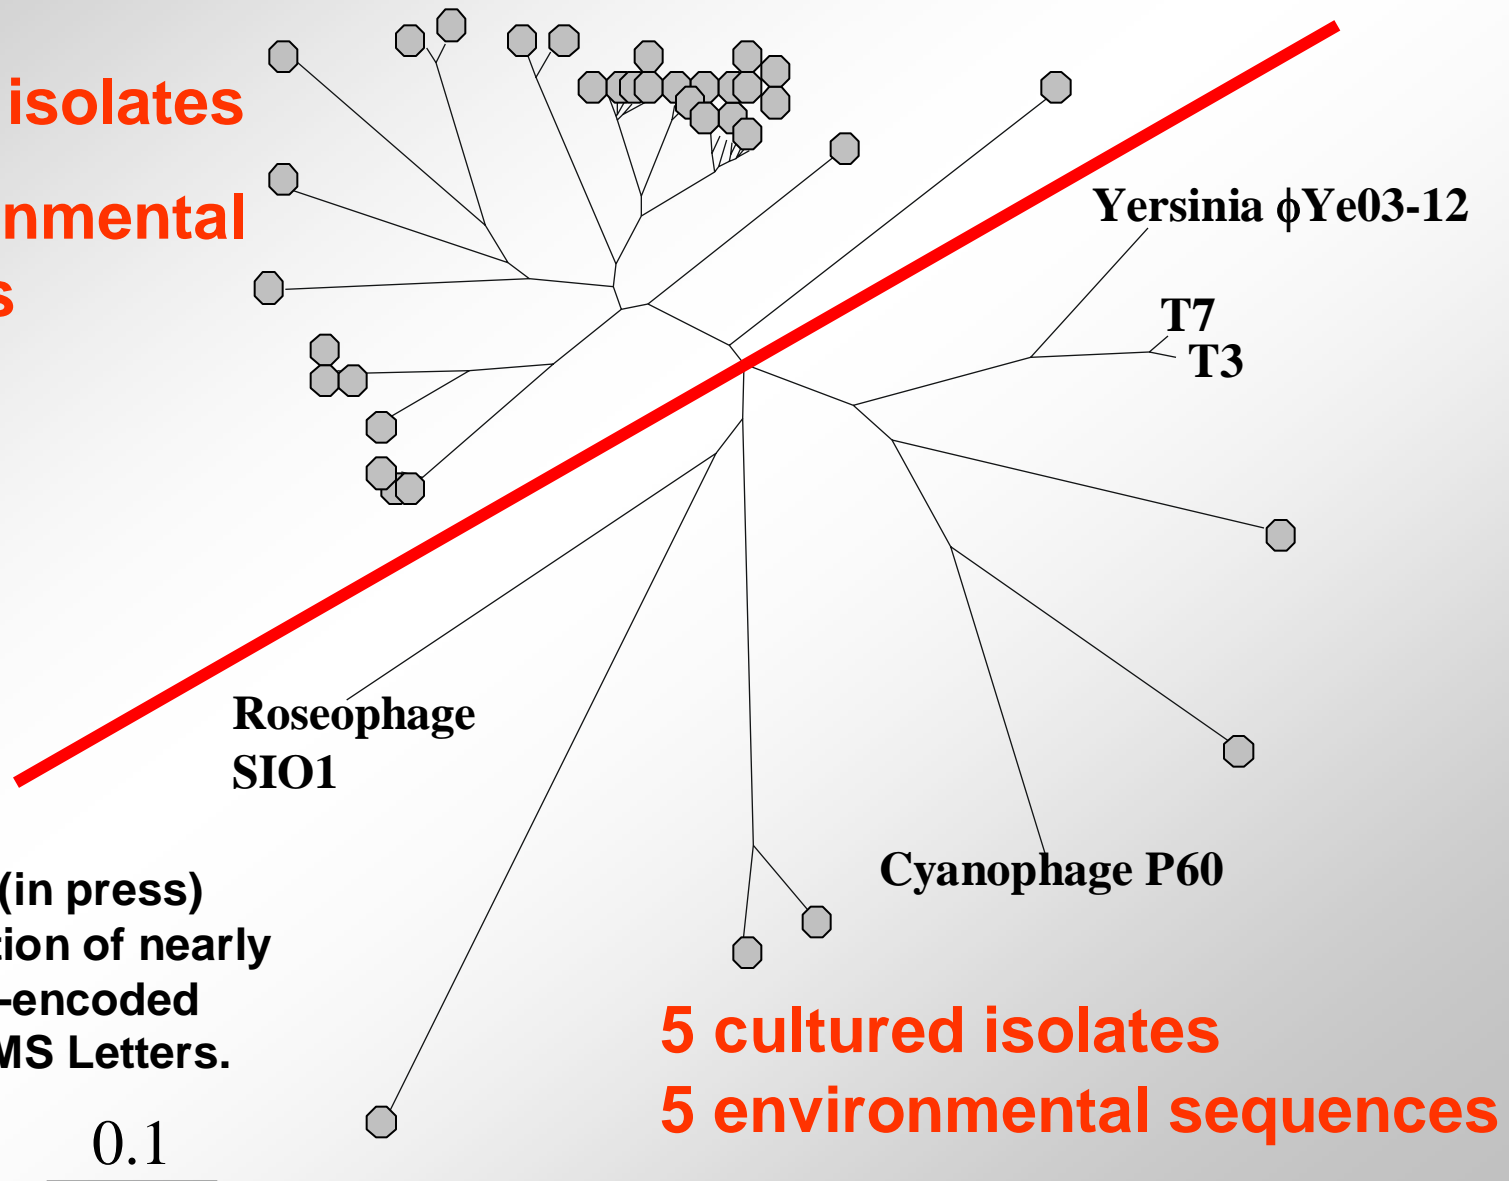 isolates
nmental
s
Yersinia ϕYe03-12
T7
T3
Roseophage
SIO1
Cyanophage P60
(in press)
tion of nearly
-encoded
MS Letters.
5 cultured isolates
5 environmental sequences
0.1